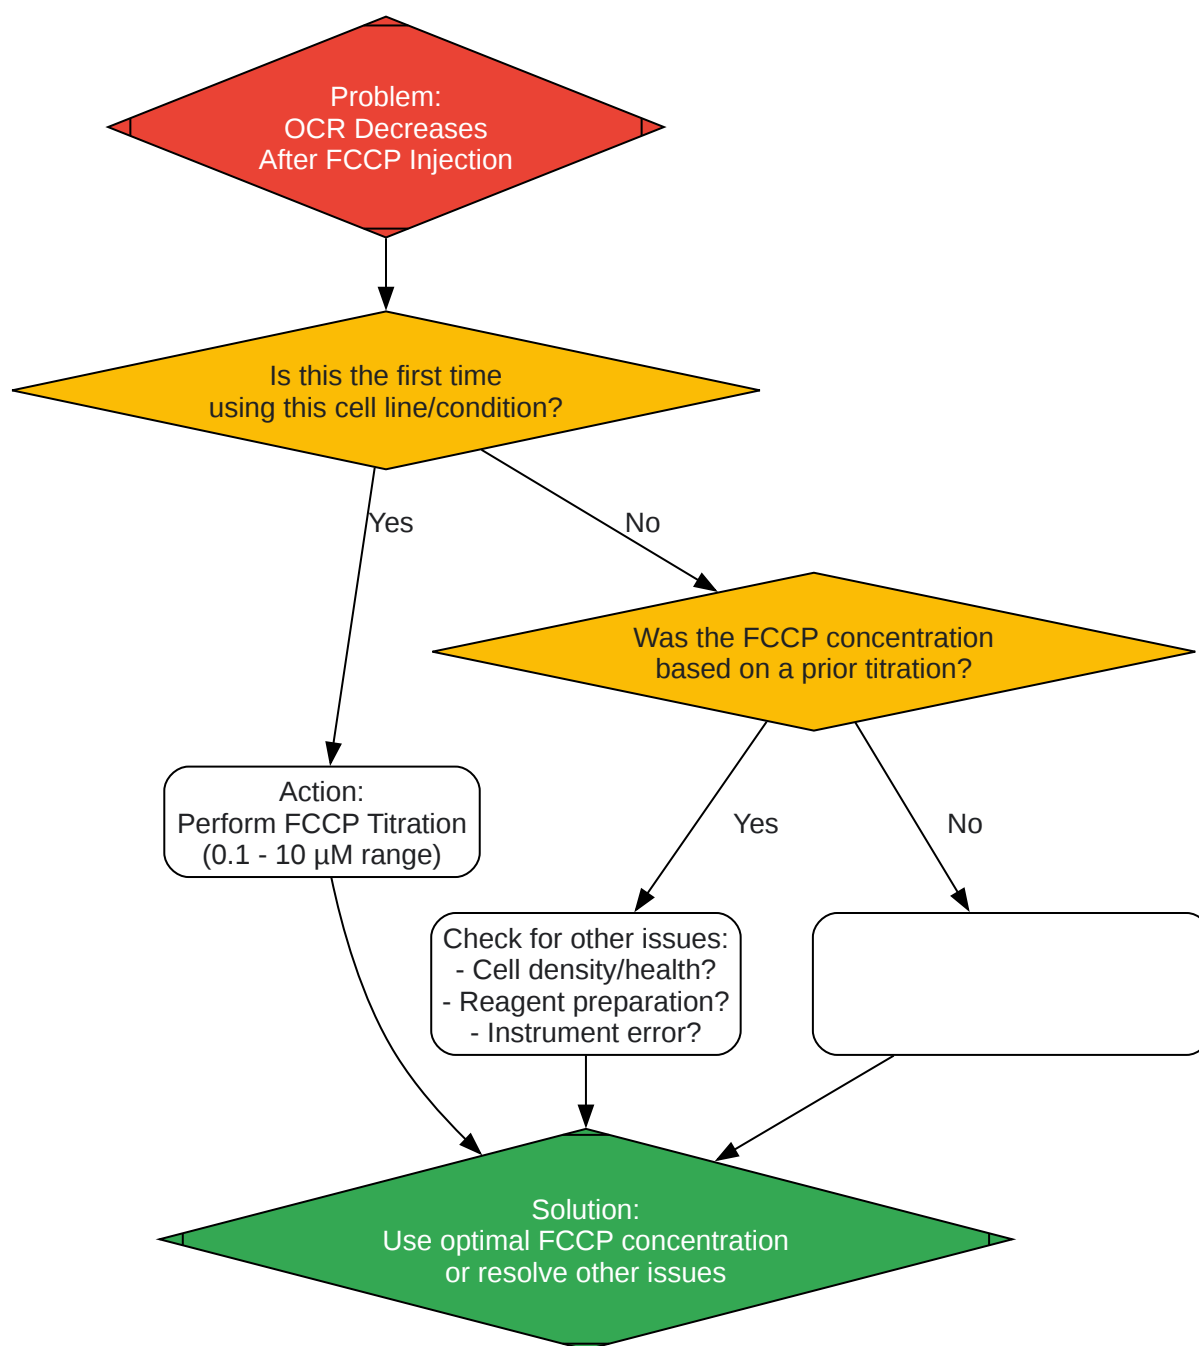 Problem:
OCR Decreases
After FCCP Injection
Is this the first time
using this cell line/condition?
Yes
No
Was the FCCP concentration
based on a prior titration?
Action:
Perform FCCP Titration
(0.1 - 10 µM range)
Yes
No
Check for other issues:
- Cell density/health?
- Reagent preparation?
- Instrument error?
Solution:
Use optimal FCCP concentration
or resolve other issues